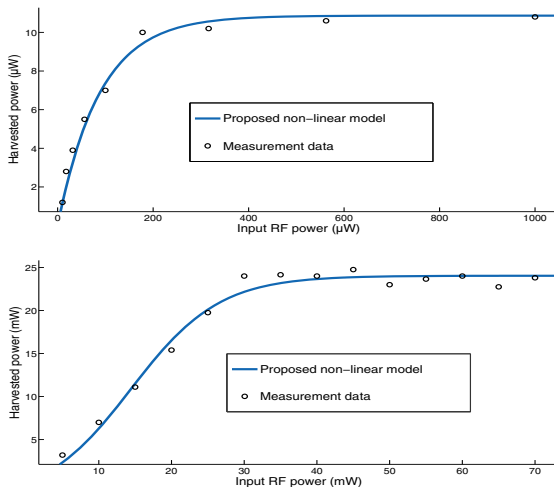 Harvested power (µW)
10
8
6
4
2
Proposed non−linear model
Measurement data
0
200
400
600
800
1000
Input RF power (µW)
Harvested power (mW)
25
20
15
10
5
Proposed non−linear model
Measurement data
10
20
30
40
50
60
70
Input RF power (mW)